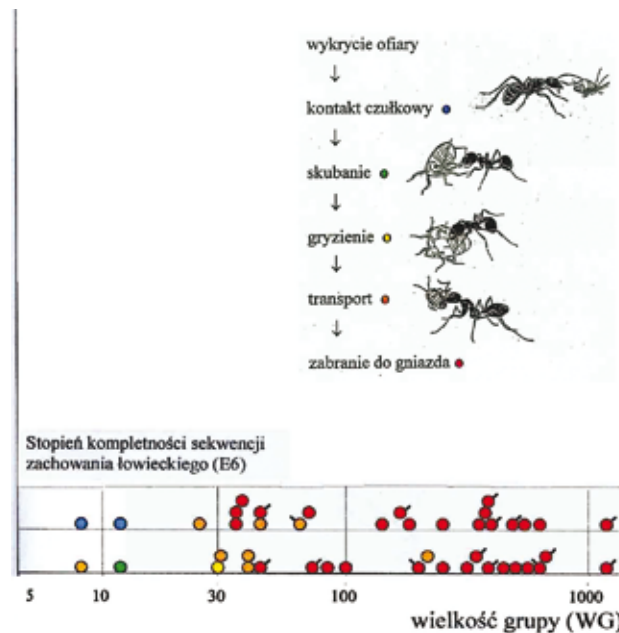 wykrycie ofiary
↓
kontakt czułkowy
↓
skubanie
↓
gryzienie
↓
transport
↓
zabranie do gniazda
Stopień kompletności sekwencji
zachowania łowieckiego (E6)
5 10 30 100 1000
wielkość grupy (WG)